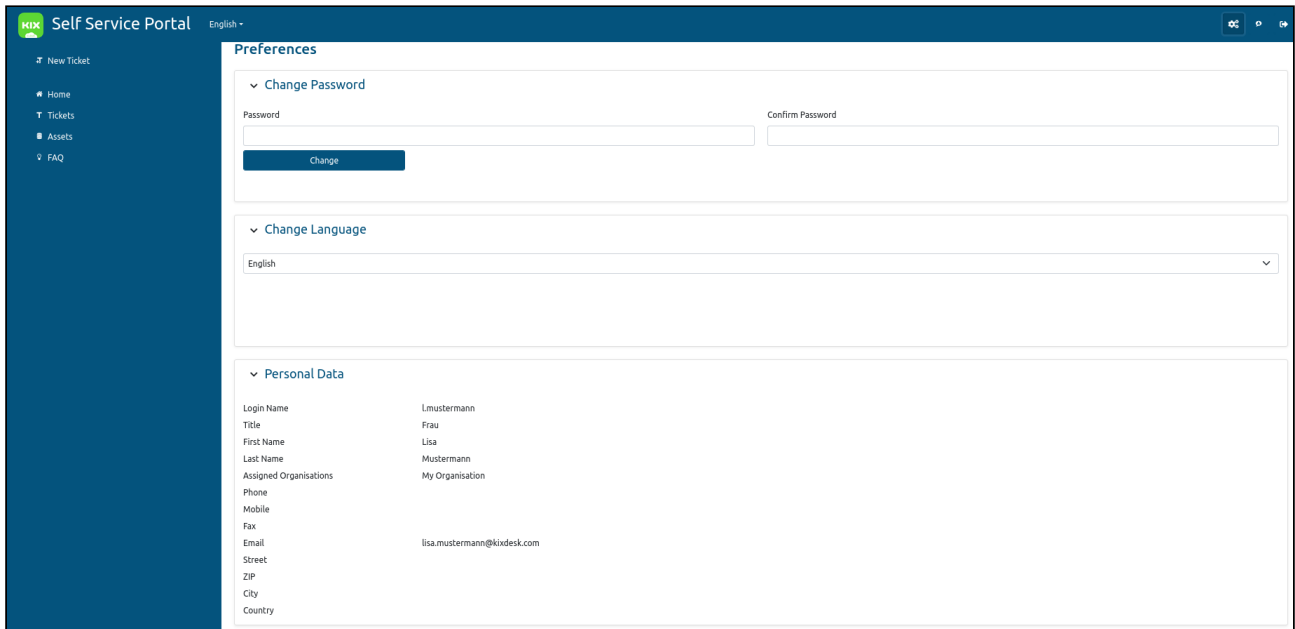 KIX Self Service Portal English
New Ticket
Home
Tickets
Assets
FAQ
Preferences
Change Password
Password Confirm Password
Change
Change Language
English
Personal Data
Login Name l.mustermann
Title Frau
First Name Lisa
Last Name Mustermann
Assigned Organisations My Organisation
Phone
Mobile
Fax
Email lisa.mustermann@kixdesk.com
Street
ZIP
City
Country